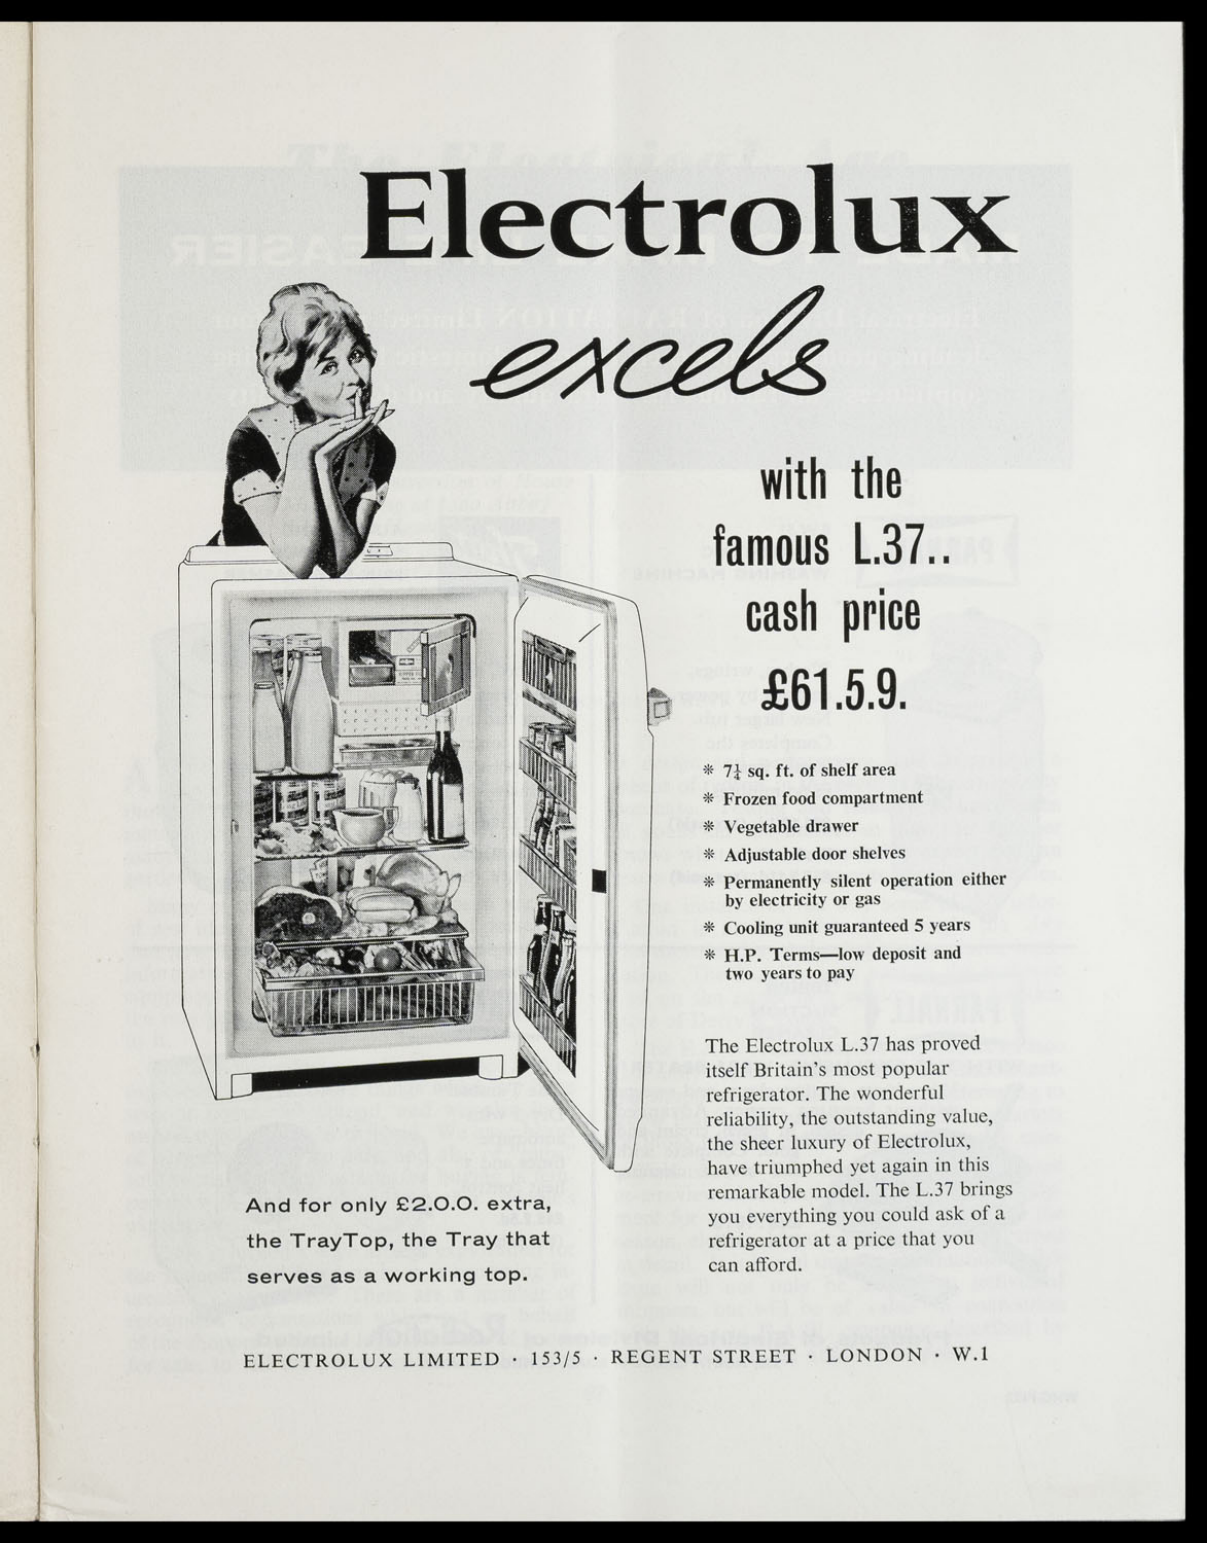 Electrolux
excels
with the
famous L.37..
cash price
£61.5.9.
* 7¼ sq. ft. of shelf area
* Frozen food compartment
* Vegetable drawer
* Adjustable door shelves
* Permanently silent operation either
by electricity or gas
* Cooling unit guaranteed 5 years
* H.P. Terms—low deposit and
two years to pay
The Electrolux L.37 has proved
itself Britain's most popular
refrigerator. The wonderful
reliability, the outstanding value,
the sheer luxury of Electrolux,
have triumphed yet again in this
remarkable model. The L.37 brings
you everything you could ask of a
refrigerator at a price that you
can afford.
And for only £2.0.0. extra,
the TrayTop, the Tray that
serves as a working top.
ELECTROLUX LIMITED · 153/5 · REGENT STREET · LONDON · W.1